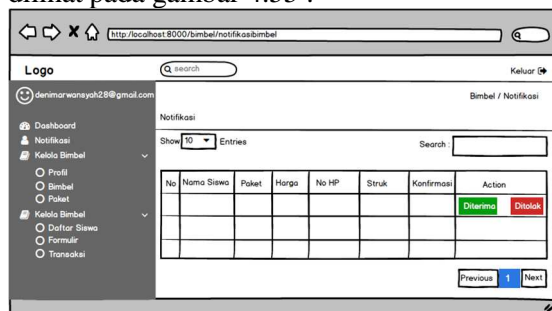 dilihat pada gambar 4.35 :
http://localhost:8000/bimbel/notifikasibimbel
Logo
search
Keluar
denimarwansyah28@gmail.com
Bimbel / Notifikasi
Dashboard
Notifikasi
Kelola Bimbel
Profil
Bimbel
Paket
Kelola Bimbel
Daftar Siswa
Formulir
Transaksi
Notifikasi
Show 10 Entries
Search :
No Nama Siswa Paket Harga No HP Struk Konfirmasi Action
Diterima Ditolak
Previous 1 Next